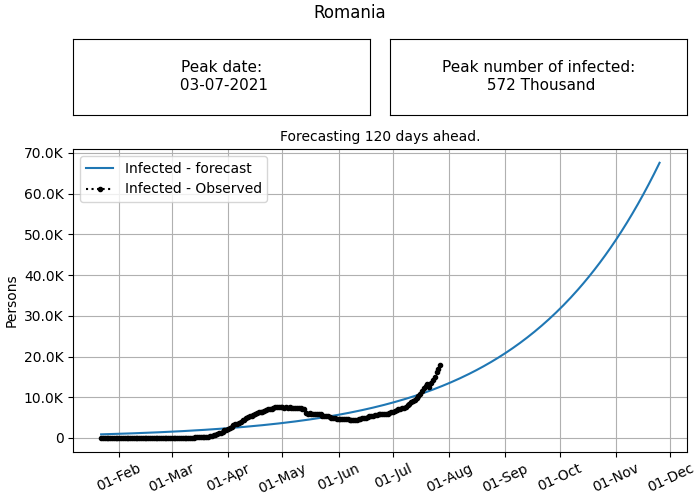 Romania
Peak date:
03-07-2021
Peak number of infected:
572 Thousand
Forecasting 120 days ahead.
70.0K
60.0K
50.0K
40.0K
30.0K
20.0K
10.0K
0
Persons
Infected - forecast
Infected - Observed
01-Feb
01-Mar
01-Apr
01-May
01-Jun
01-Jul
01-Aug
01-Sep
01-Oct
01-Nov
01-Dec